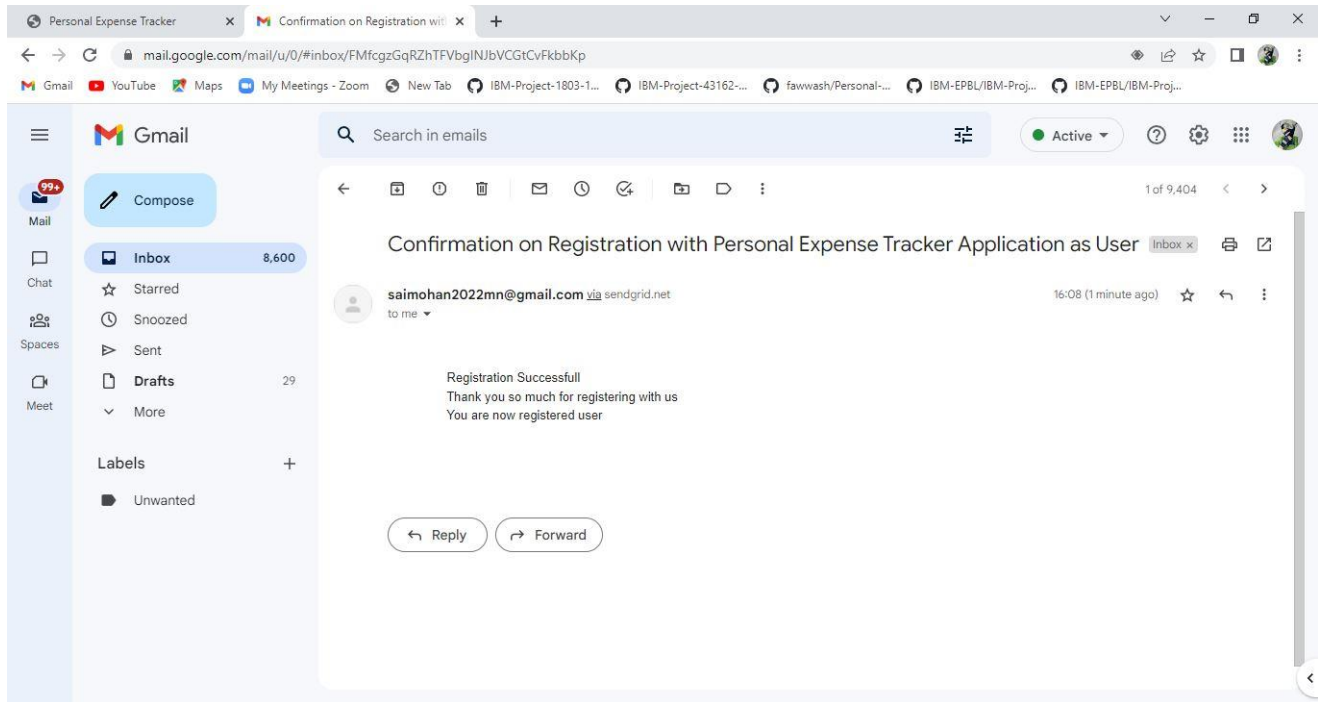 Personal Expense Tracker
Confirmation on Registration wit
mail.google.com/mail/u/0/#inbox/FMfcgzGqRZhTFVbglNJbVCGtCvFkbbKp
Gmail YouTube Maps My Meetings - Zoom New Tab IBM-Project-1803-1... IBM-Project-43162-... fawwash/Personal-... IBM-EPBL/IBM-Proj... IBM-EPBL/IBM-Proj...
Gmail
Search in emails
Active
99+
Mail
Compose
1 of 9,404
Confirmation on Registration with Personal Expense Tracker Application as User Inbox x
Inbox 8,600
Chat
Starred
saimohan2022mn@gmail.com via sendgrid.net 16:08 (1 minute ago)
to me
Snoozed
Spaces
Sent
Drafts 29
Meet
More
Registration Successfull
Thank you so much for registering with us
You are now registered user
Labels +
Unwanted
Reply Forward